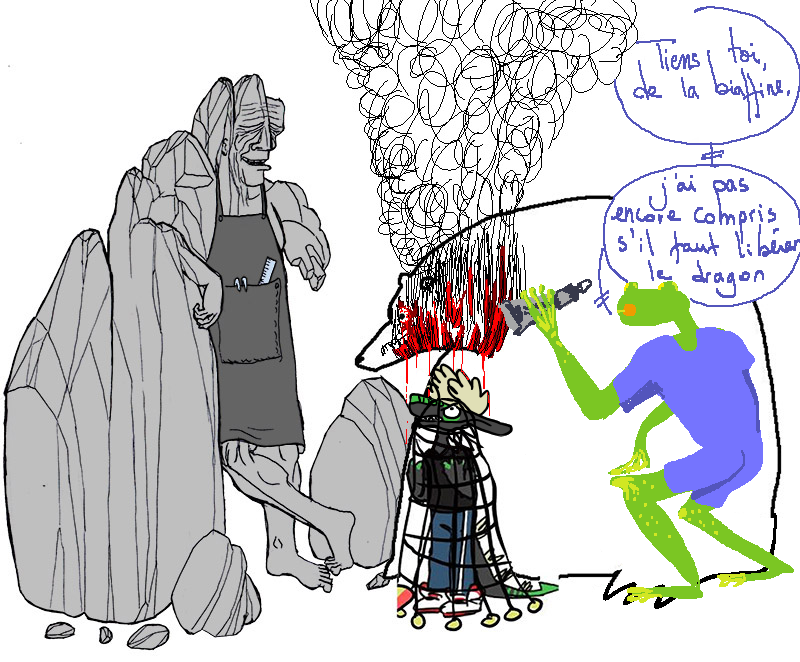 tiens, toi,
de la biaffine.
j'ai pas
encore compris
s'il faut libérer
le dragon